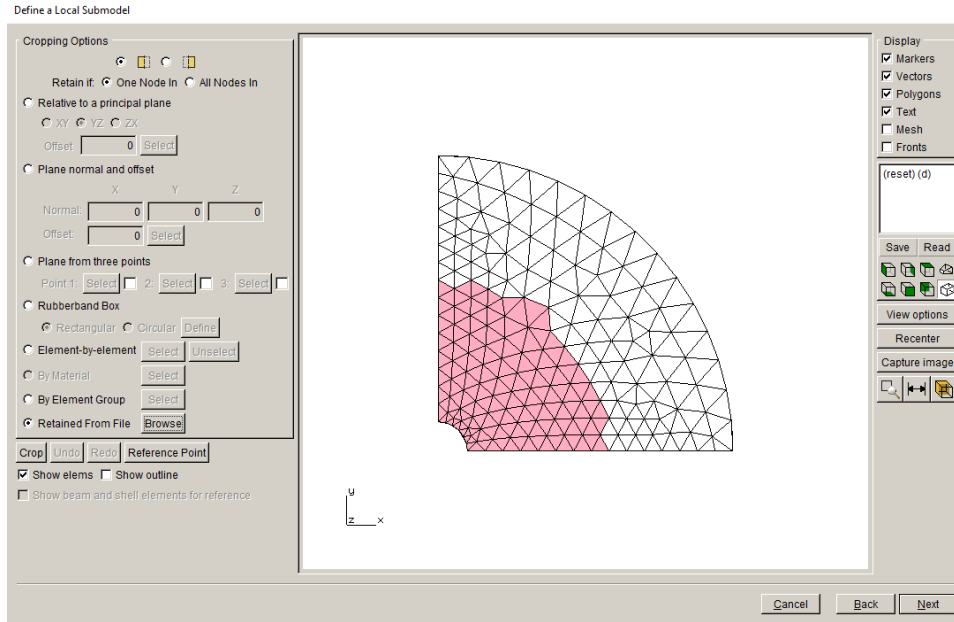 Define a Local Submodel
Cropping Options
Retain if: One Node In All Nodes In
Relative to a principal plane
XY YZ ZX
Offset 0 Select
Plane normal and offset
X Y Z
Normal: 0 0 0
Offset: 0 Select
Plane from three points
Point 1: Select 2: Select 3: Select
Rubberband Box
Rectangular Circular Define
Element-by-element Select Unselect
By Material Select
By Element Group Select
Retained From File Browse
Crop Undo Redo Reference Point
Show elems Show outline
Show beam and shell elements for reference
y
z x
Display
Markers
Vectors
Polygons
Text
Mesh
Fronts
(reset) (d)
Save Read
View options
Recenter
Capture image
Cancel Back Next